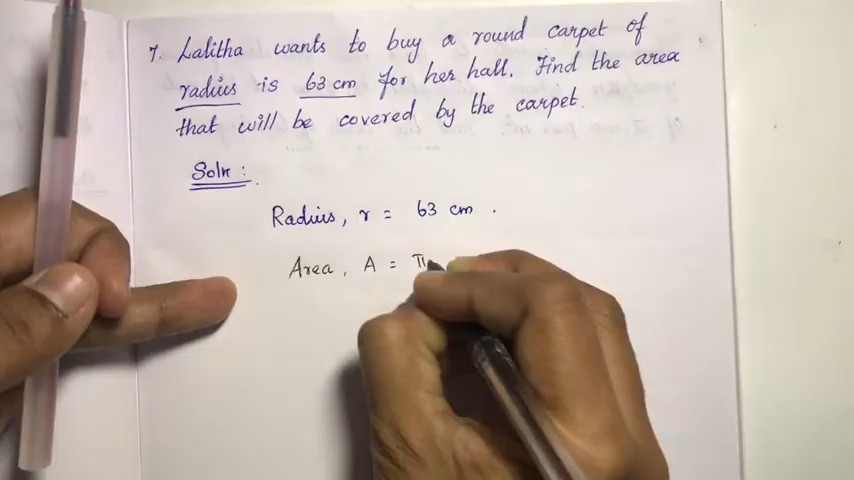 7. Lalitha wants to buy a round carpet of
radius is 63 cm for her hall. Find the area
that will be covered by the carpet.
Soln :
Radius, r = 63 cm .
Area, A = π